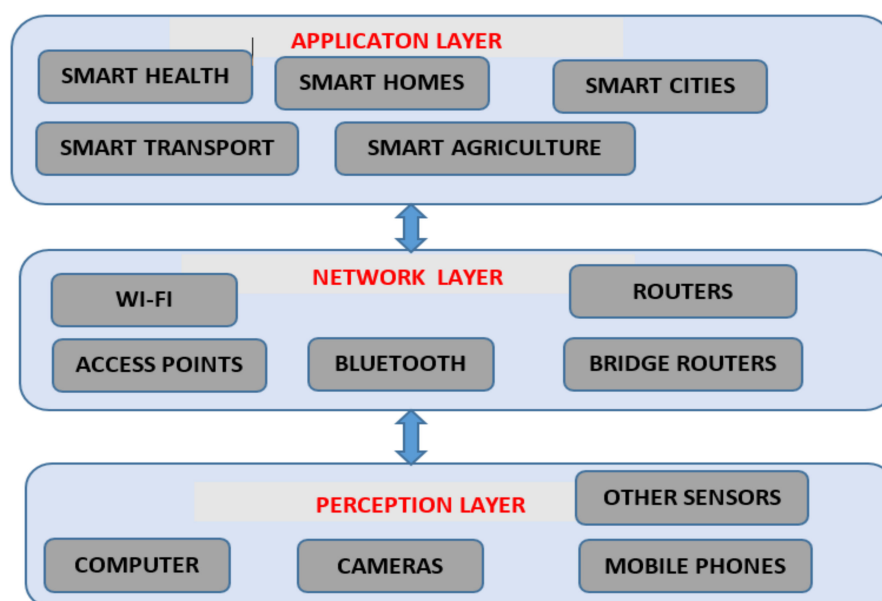 APPLICATON LAYER
SMART HEALTH
SMART HOMES
SMART CITIES
SMART TRANSPORT
SMART AGRICULTURE
NETWORK LAYER
WI-FI
ROUTERS
ACCESS POINTS
BLUETOOTH
BRIDGE ROUTERS
PERCEPTION LAYER
OTHER SENSORS
COMPUTER
CAMERAS
MOBILE PHONES